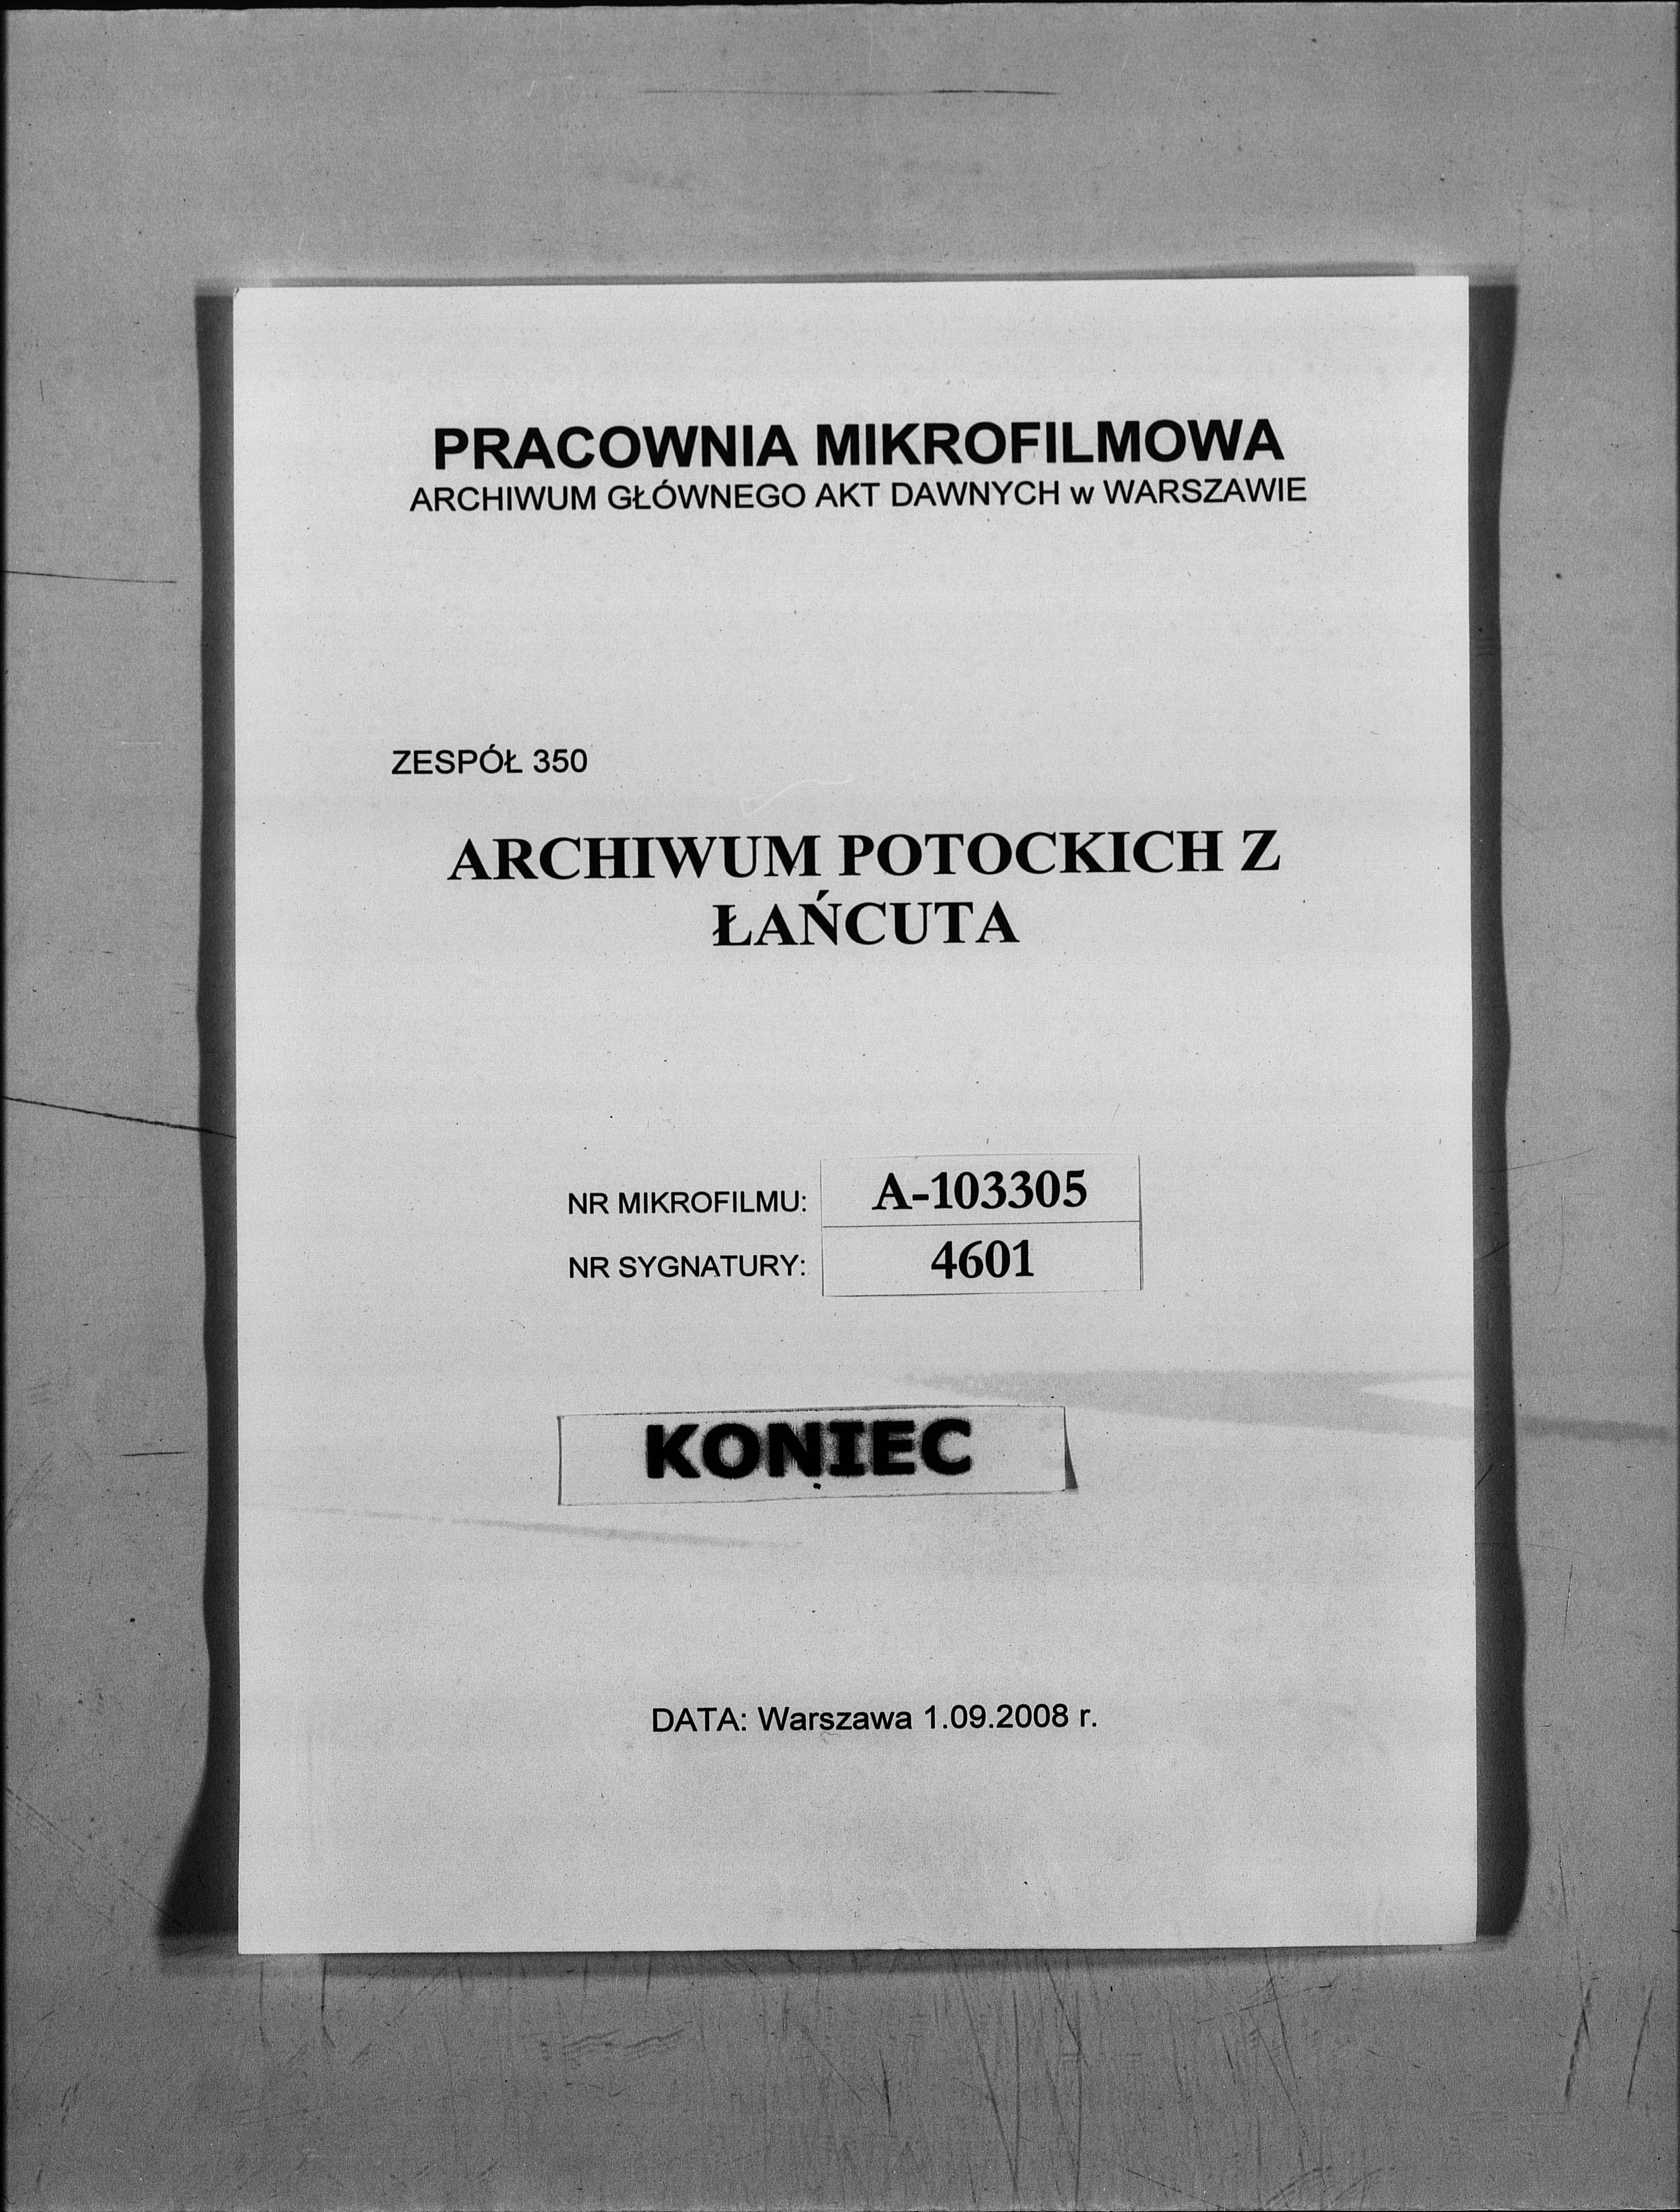 PRACOWNIA MIKROFILMOWA
ARCHIWUM GŁÓWNEGO AKT DAWNYCH w WARSZAWIE
ZESPÓŁ 350
ARCHIWUM POTOCKICH Z
ŁAŃCUTA
NR MIKROFILMU: A-103305
NR SYGNATURY: 4601
KONIEC
DATA: Warszawa 1.09.2008 r.